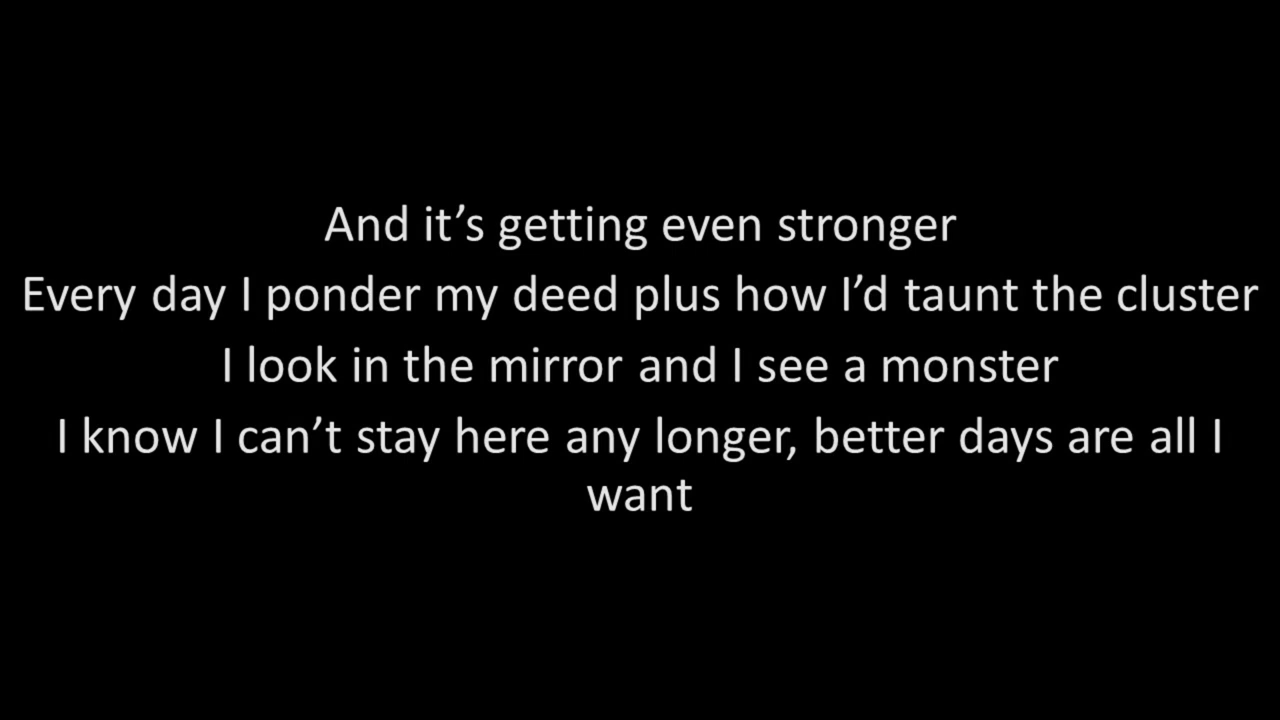 And it’s getting even stronger
Every day I ponder my deed plus how I’d taunt the cluster
I look in the mirror and I see a monster
I know I can’t stay here any longer, better days are all I
want